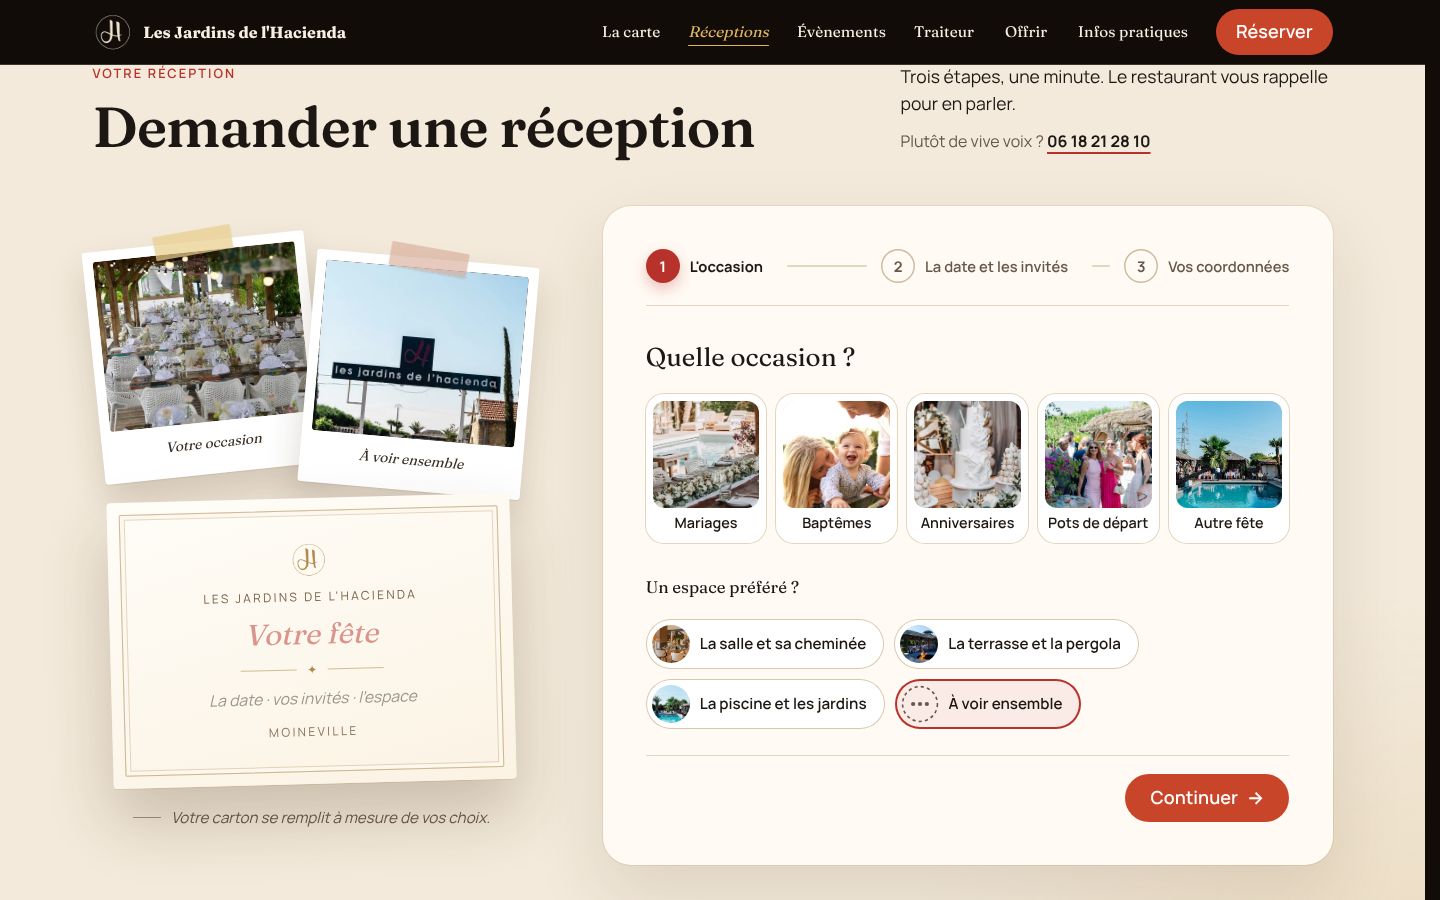 Les Jardins de l'Hacienda
La carte
Réceptions
Évènements
Traiteur
Offrir
Infos pratiques
Réserver
VOTRE RÉCEPTION
Demander une réception
Trois étapes, une minute. Le restaurant vous rappelle
pour en parler.
Plutôt de vive voix ? 06 18 21 28 10
Votre occasion
les jardins de l'hacienda
À voir ensemble
LES JARDINS DE L'HACIENDA
Votre fête
La date · vos invités · l'espace
MOINEVILLE
Votre carton se remplit à mesure de vos choix.
1 L'occasion
2 La date et les invités
3 Vos coordonnées
Quelle occasion ?
Mariages
Baptêmes
Anniversaires
Pots de départ
Autre fête
Un espace préféré ?
La salle et sa cheminée
La terrasse et la pergola
La piscine et les jardins
À voir ensemble
Continuer →